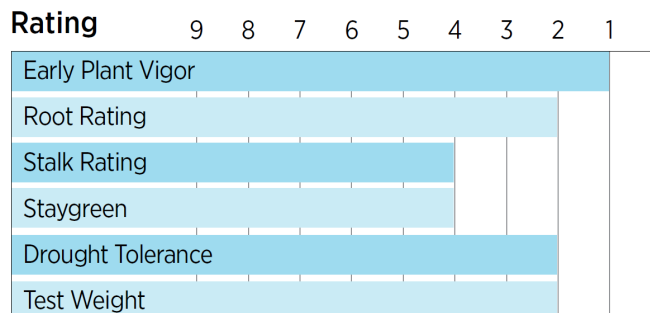 Rating 9 8 7 6 5 4 3 2 1
Early Plant Vigor
Root Rating
Stalk Rating
Staygreen
Drought Tolerance
Test Weight